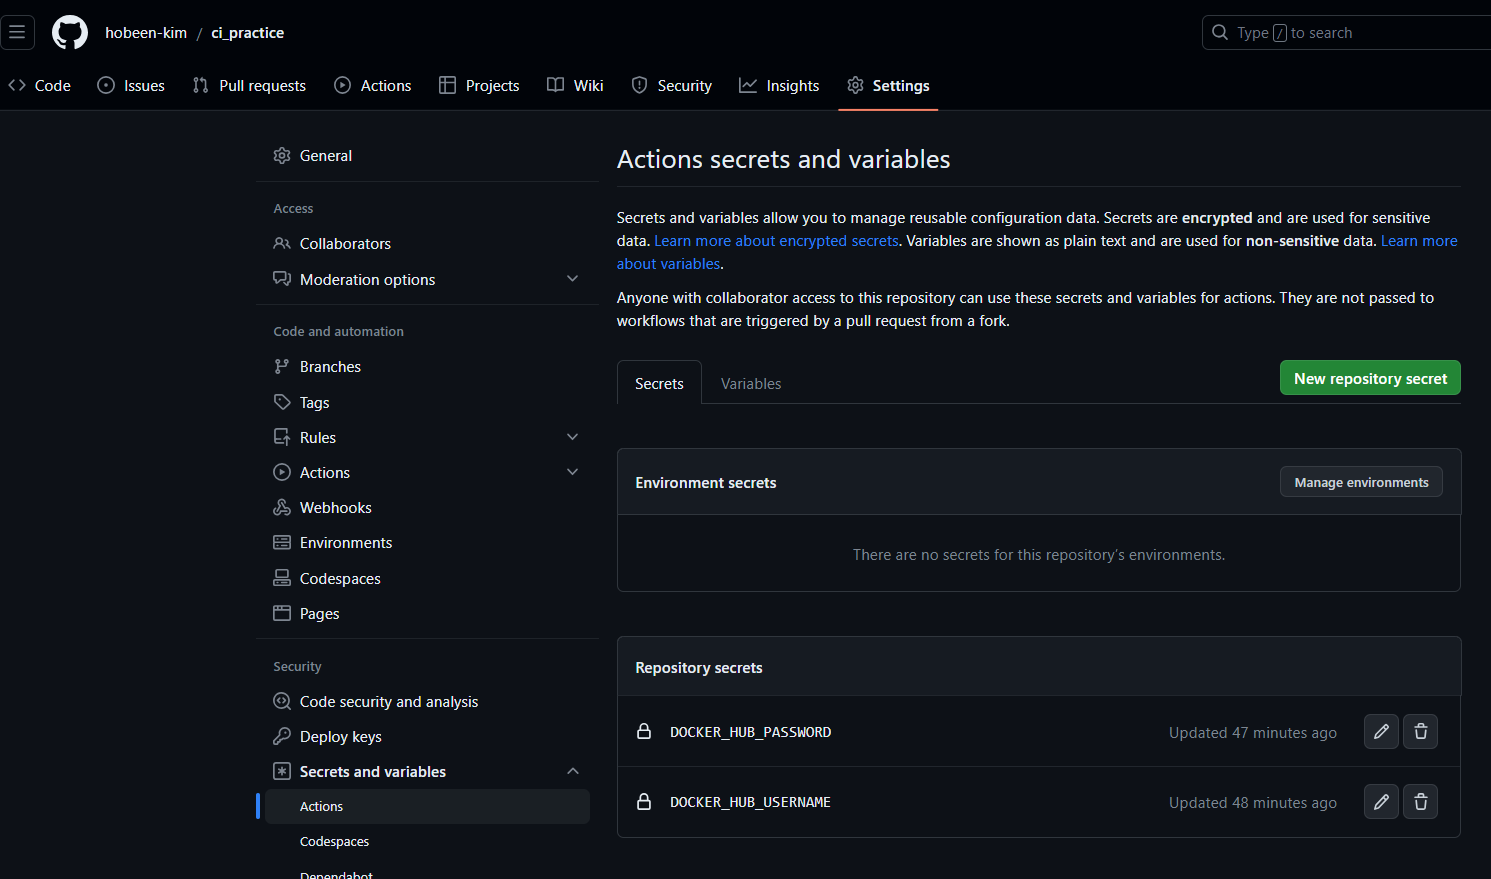 hobeen-kim / ci_practice
Type / to search
Code
Issues
Pull requests
Actions
Projects
Wiki
Security
Insights
Settings
General
Access
Collaborators
Moderation options
Code and automation
Branches
Tags
Rules
Actions
Webhooks
Environments
Codespaces
Pages
Security
Code security and analysis
Deploy keys
Secrets and variables
Actions
Codespaces
Dependabot
Actions secrets and variables
Secrets and variables allow you to manage reusable configuration data. Secrets are encrypted and are used for sensitive
data. Learn more about encrypted secrets. Variables are shown as plain text and are used for non-sensitive data. Learn more
about variables.
Anyone with collaborator access to this repository can use these secrets and variables for actions. They are not passed to
workflows that are triggered by a pull request from a fork.
Secrets
Variables
New repository secret
Environment secrets
Manage environments
There are no secrets for this repository's environments.
Repository secrets
DOCKER_HUB_PASSWORD
Updated 47 minutes ago
DOCKER_HUB_USERNAME
Updated 48 minutes ago